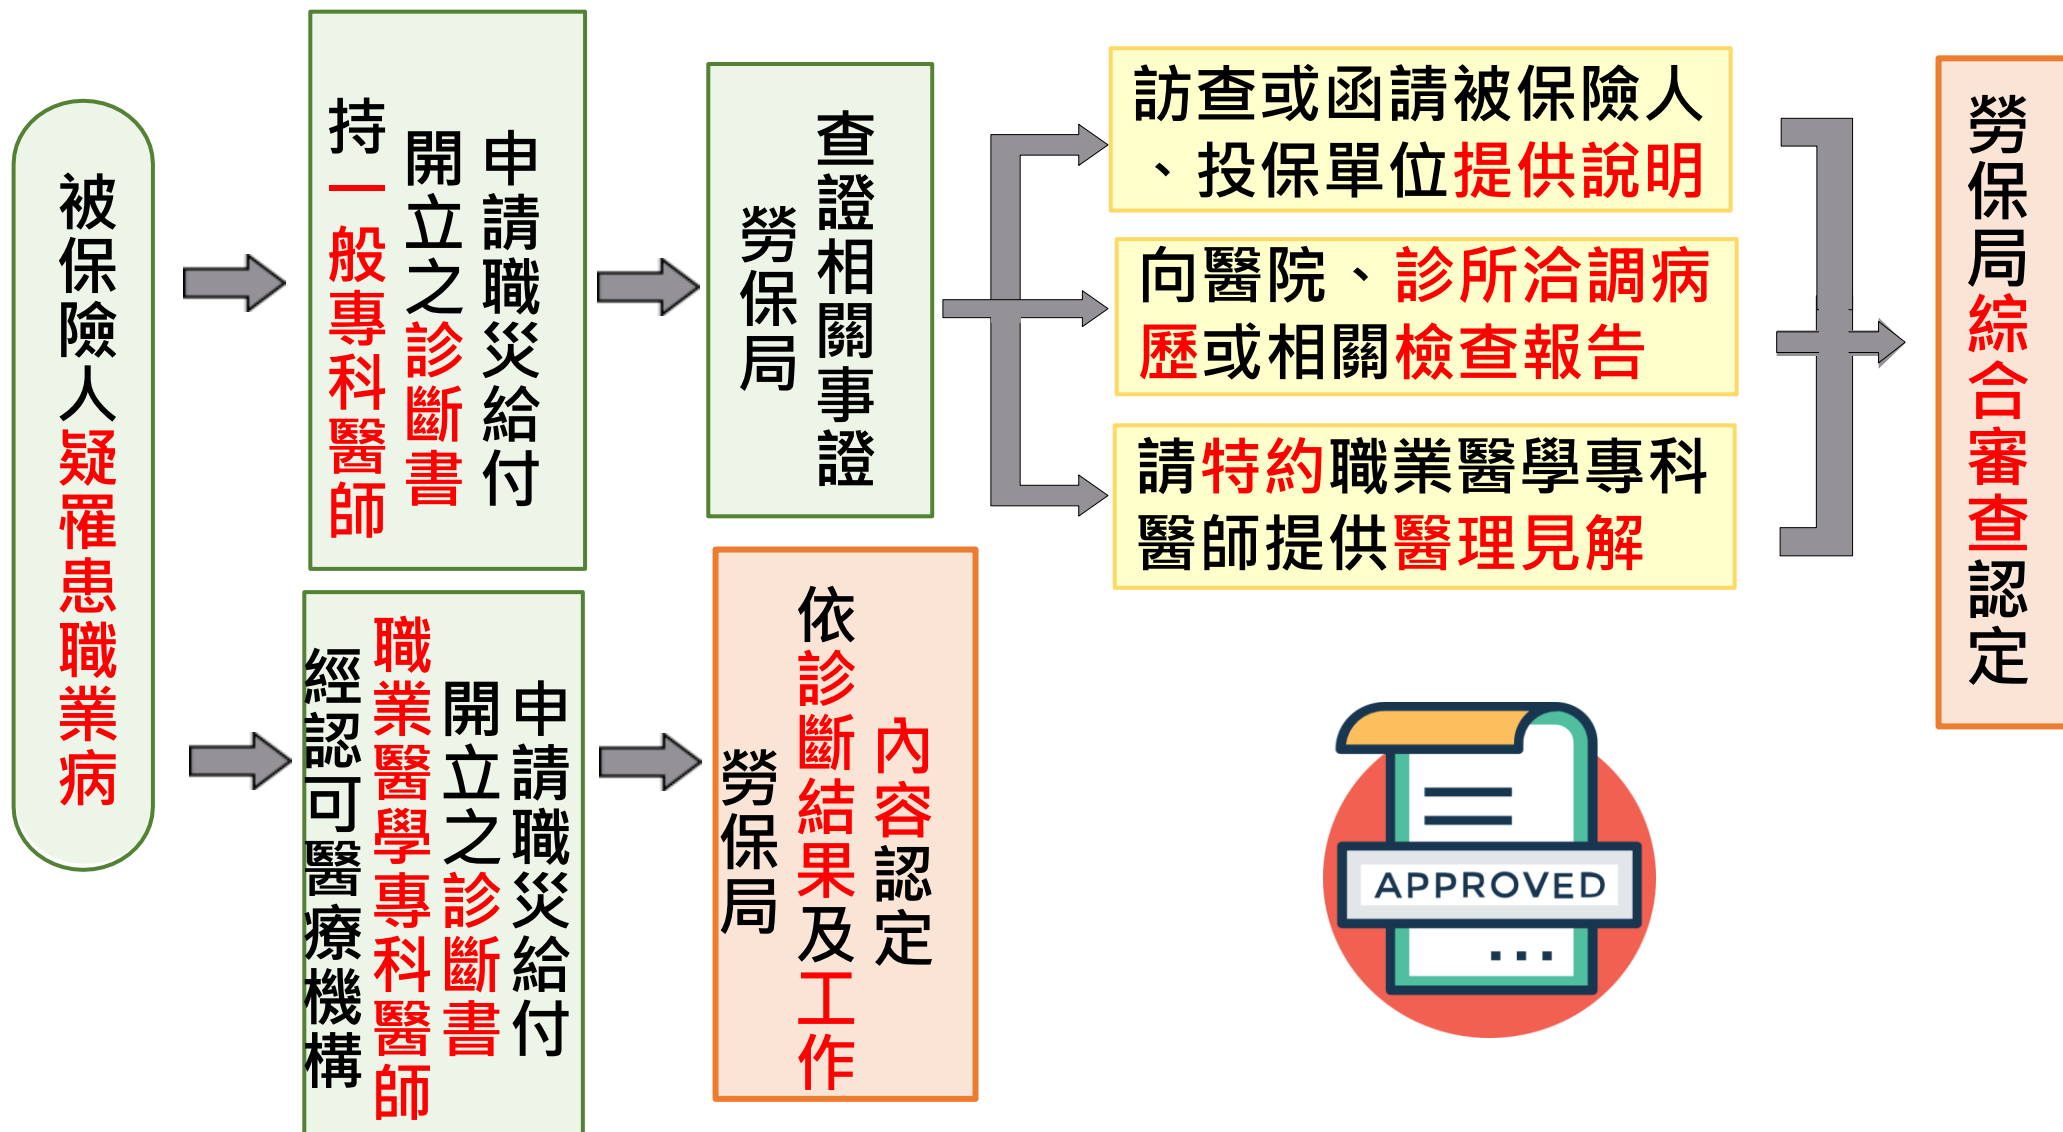 被保險人疑罹患職業病
持一般專科醫師
開立之診斷書
申請職災給付
勞保局
查證相關事證
訪查或函請被保險人
、投保單位提供說明
向醫院、診所洽調病
歷或相關檢查報告
請特約職業醫學專科
醫師提供醫理見解
勞保局綜合審查認定
經認可醫療機構
職業醫學專科醫師
開立之診斷書
申請職災給付
勞保局
依診斷結果及工作
內容認定
APPROVED